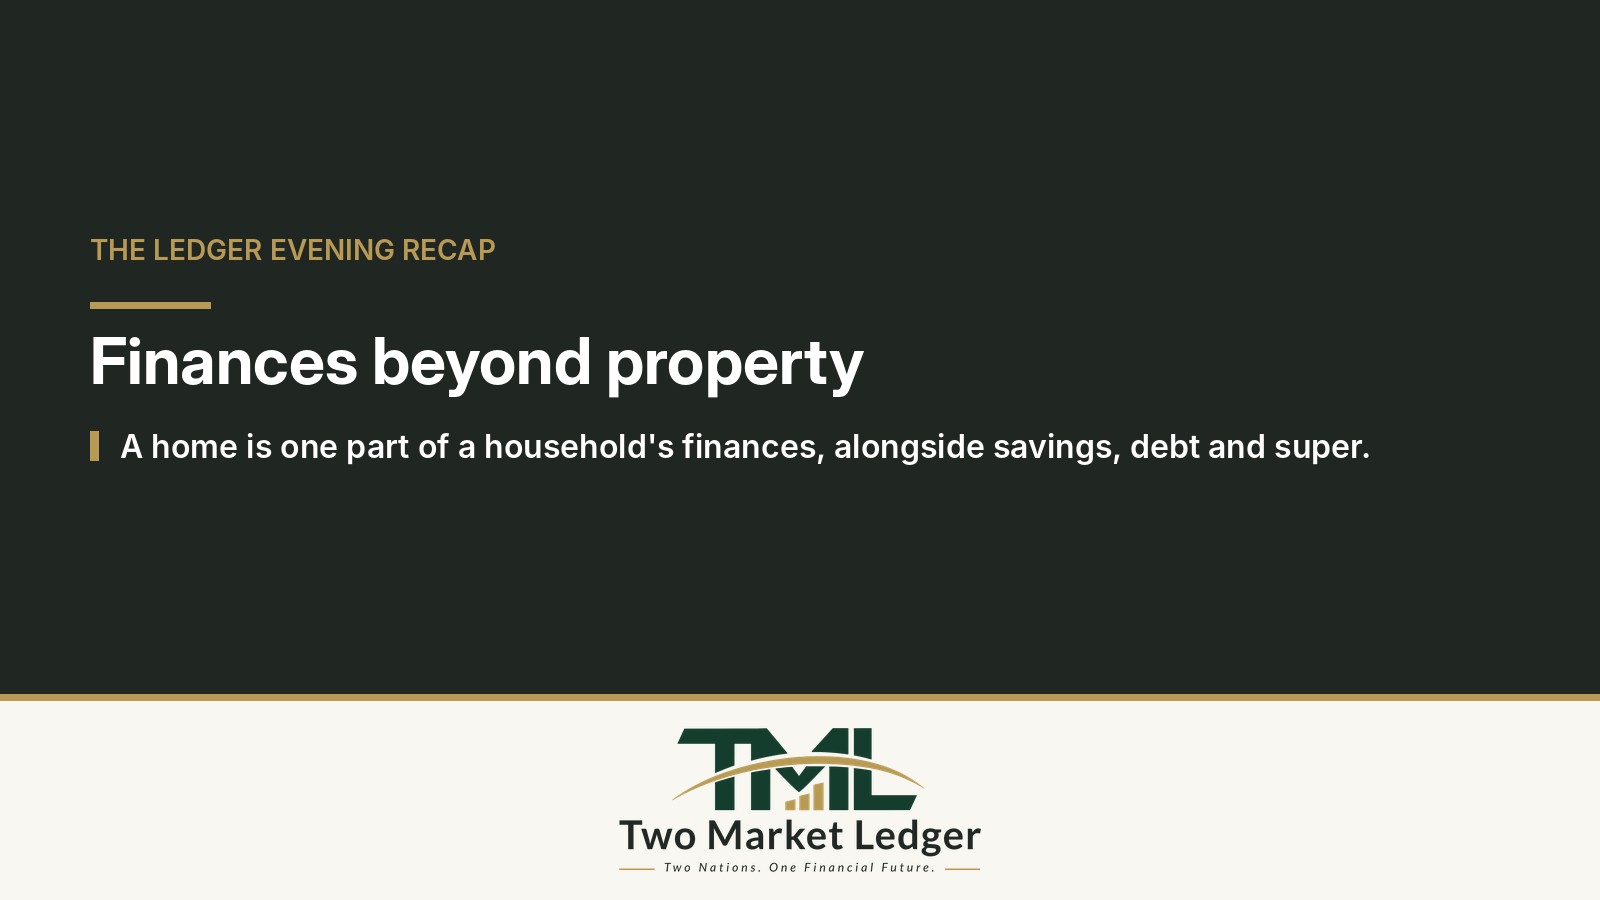 THE LEDGER EVENING RECAP
Finances beyond property
A home is one part of a household's finances, alongside savings, debt and super.
TML
Two Market Ledger
Two Nations. One Financial Future.